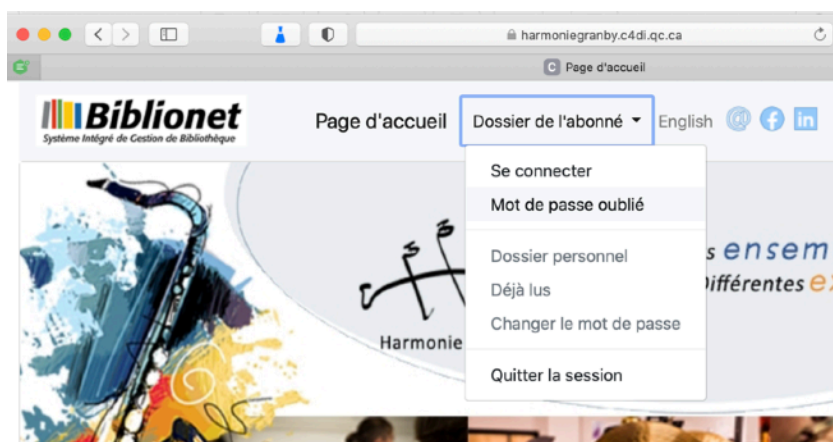 harmoniegranby.c4di.qc.ca
C Page d'accueil
Biblionet
Système Intégré de Gestion de Bibliothèque
Page d'accueil Dossier de l'abonné English @ f in
Se connecter
Mot de passe oublié
Dossier personnel
Déjà lus
Changer le mot de passe
Quitter la session
s ensem
ifférentes e
Harmonie